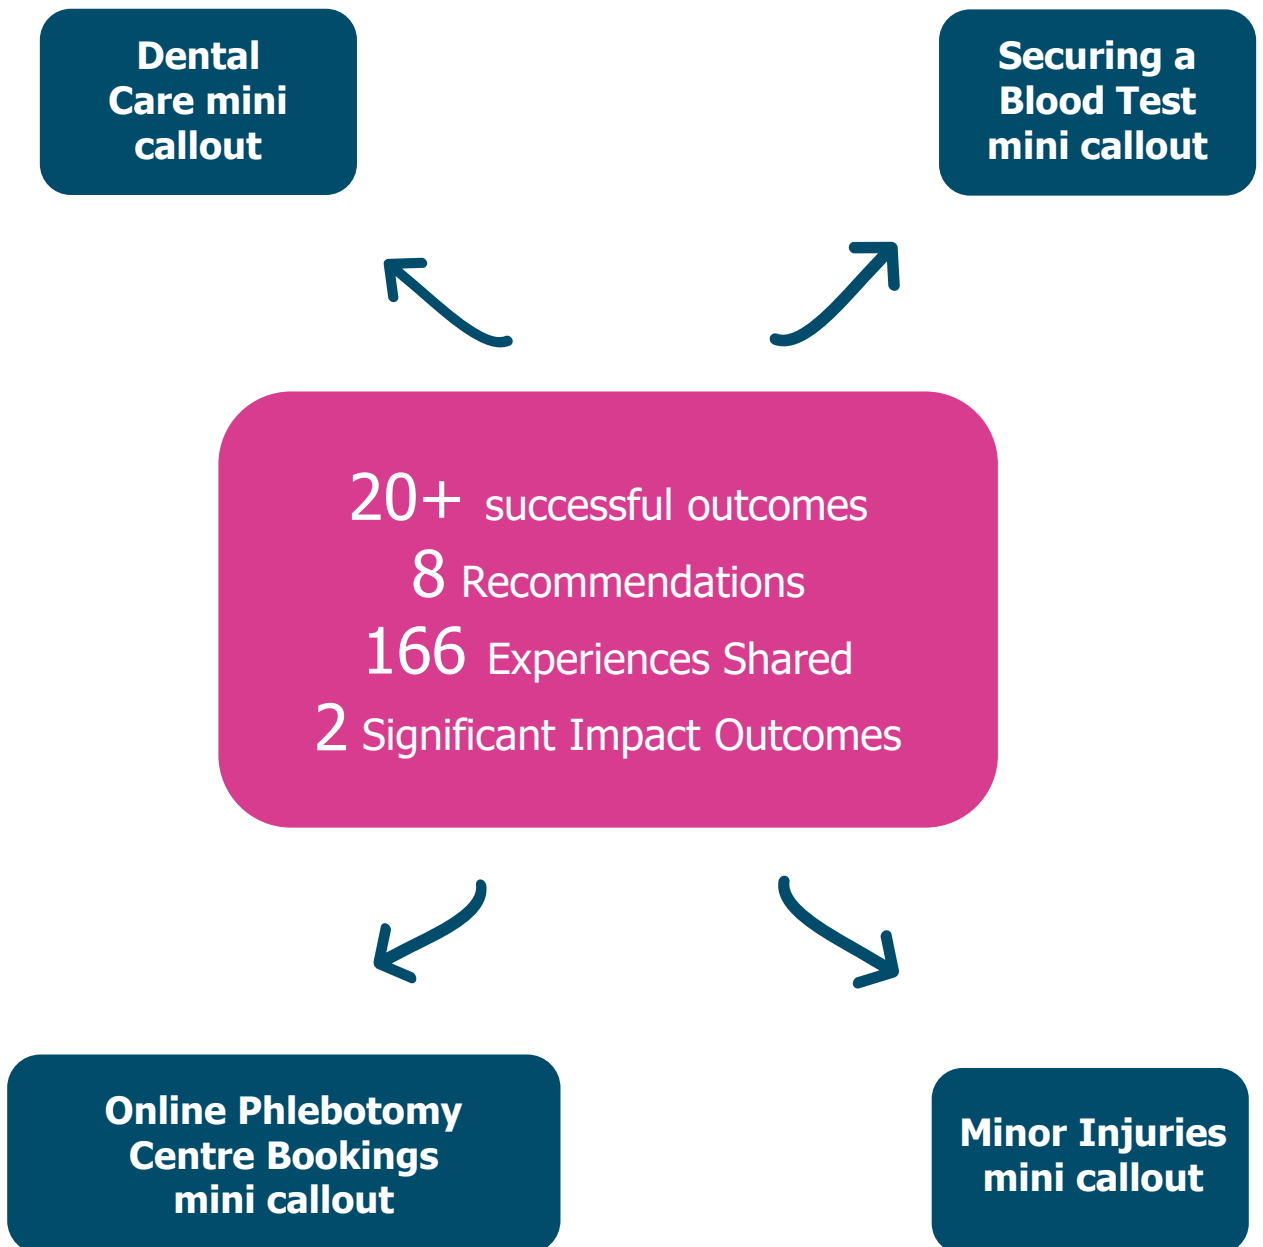 Dental
Care mini
callout
Securing a
Blood Test
mini callout
20+ successful outcomes
8 Recommendations
166 Experiences Shared
2 Significant Impact Outcomes
Online Phlebotomy
Centre Bookings
mini callout
Minor Injuries
mini callout